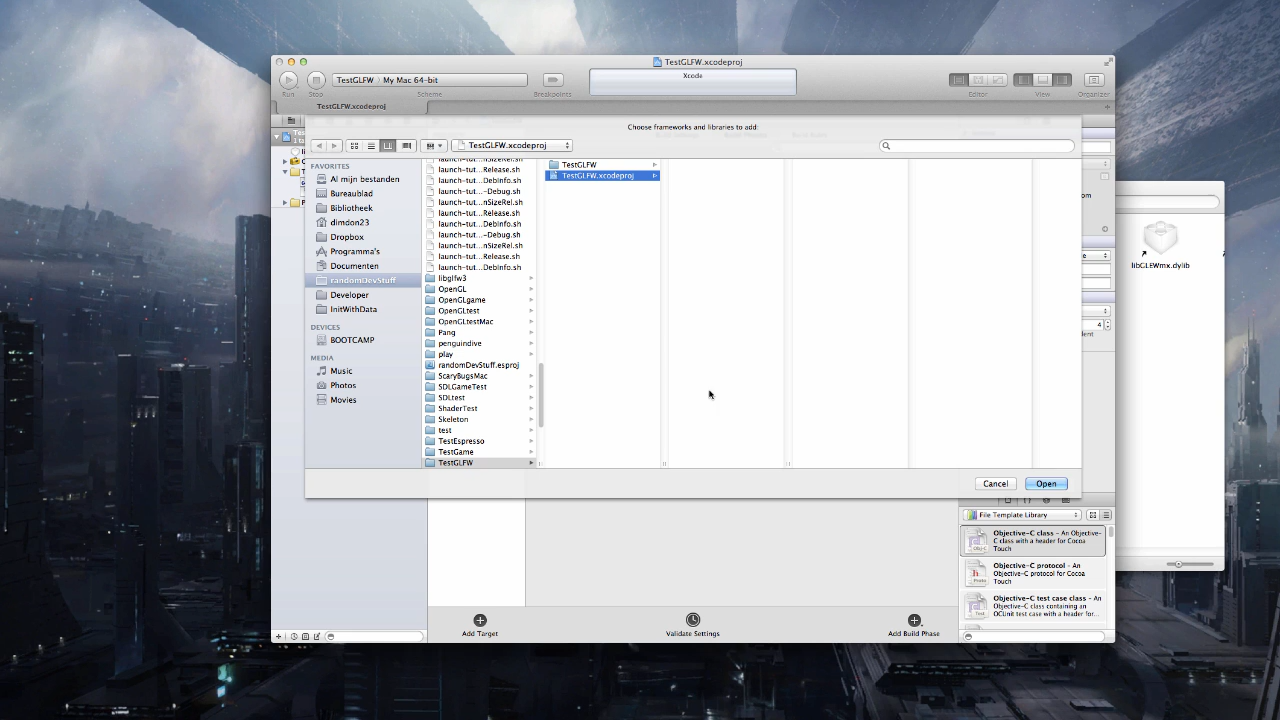 TestGLFW.xcodeproj
TestGLFW
My Mac 64-bit
Xcode
Run
Stop
Scheme
Breakpoints
Editor
View
Organizer
TestGLFW.xcodeproj
Choose frameworks and libraries to add:
TestGLFW.xcodeproj
FAVORITES
Al mijn bestanden
Bureaublad
Bibliotheek
dimdon23
Dropbox
Programma's
Documenten
randomDevStuff
Developer
InitWithData
DEVICES
BOOTCAMP
MEDIA
Music
Photos
Movies
launch-tut...Release.sh
launch-tut...DebInfo.sh
launch-tut...-Debug.sh
launch-tut...nSizeRel.sh
launch-tut...Release.sh
launch-tut...DebInfo.sh
launch-tut...-Debug.sh
launch-tut...nSizeRel.sh
launch-tut...Release.sh
launch-tut...DebInfo.sh
libglfw3
OpenGL
OpenGLgame
OpenGLtest
OpenGLtestMac
Pang
penguindive
play
randomDevStuff.esproj
ScaryBugsMac
SDLGameTest
SDLtest
ShaderTest
Skeleton
test
TestEspresso
TestGame
TestGLFW
TestGLFW
TestGLFW.xcodeproj
Cancel
Open
4
libGLEWmx.dylib
File Template Library
Objective-C class - An Objective-
C class with a header for Cocoa
Touch
Objective-C protocol - An
Objective-C protocol for Cocoa
Touch
Objective-C test case class - An
Objective-C class containing an
OCUnit test case with a header for...
Add Target
Validate Settings
Add Build Phase